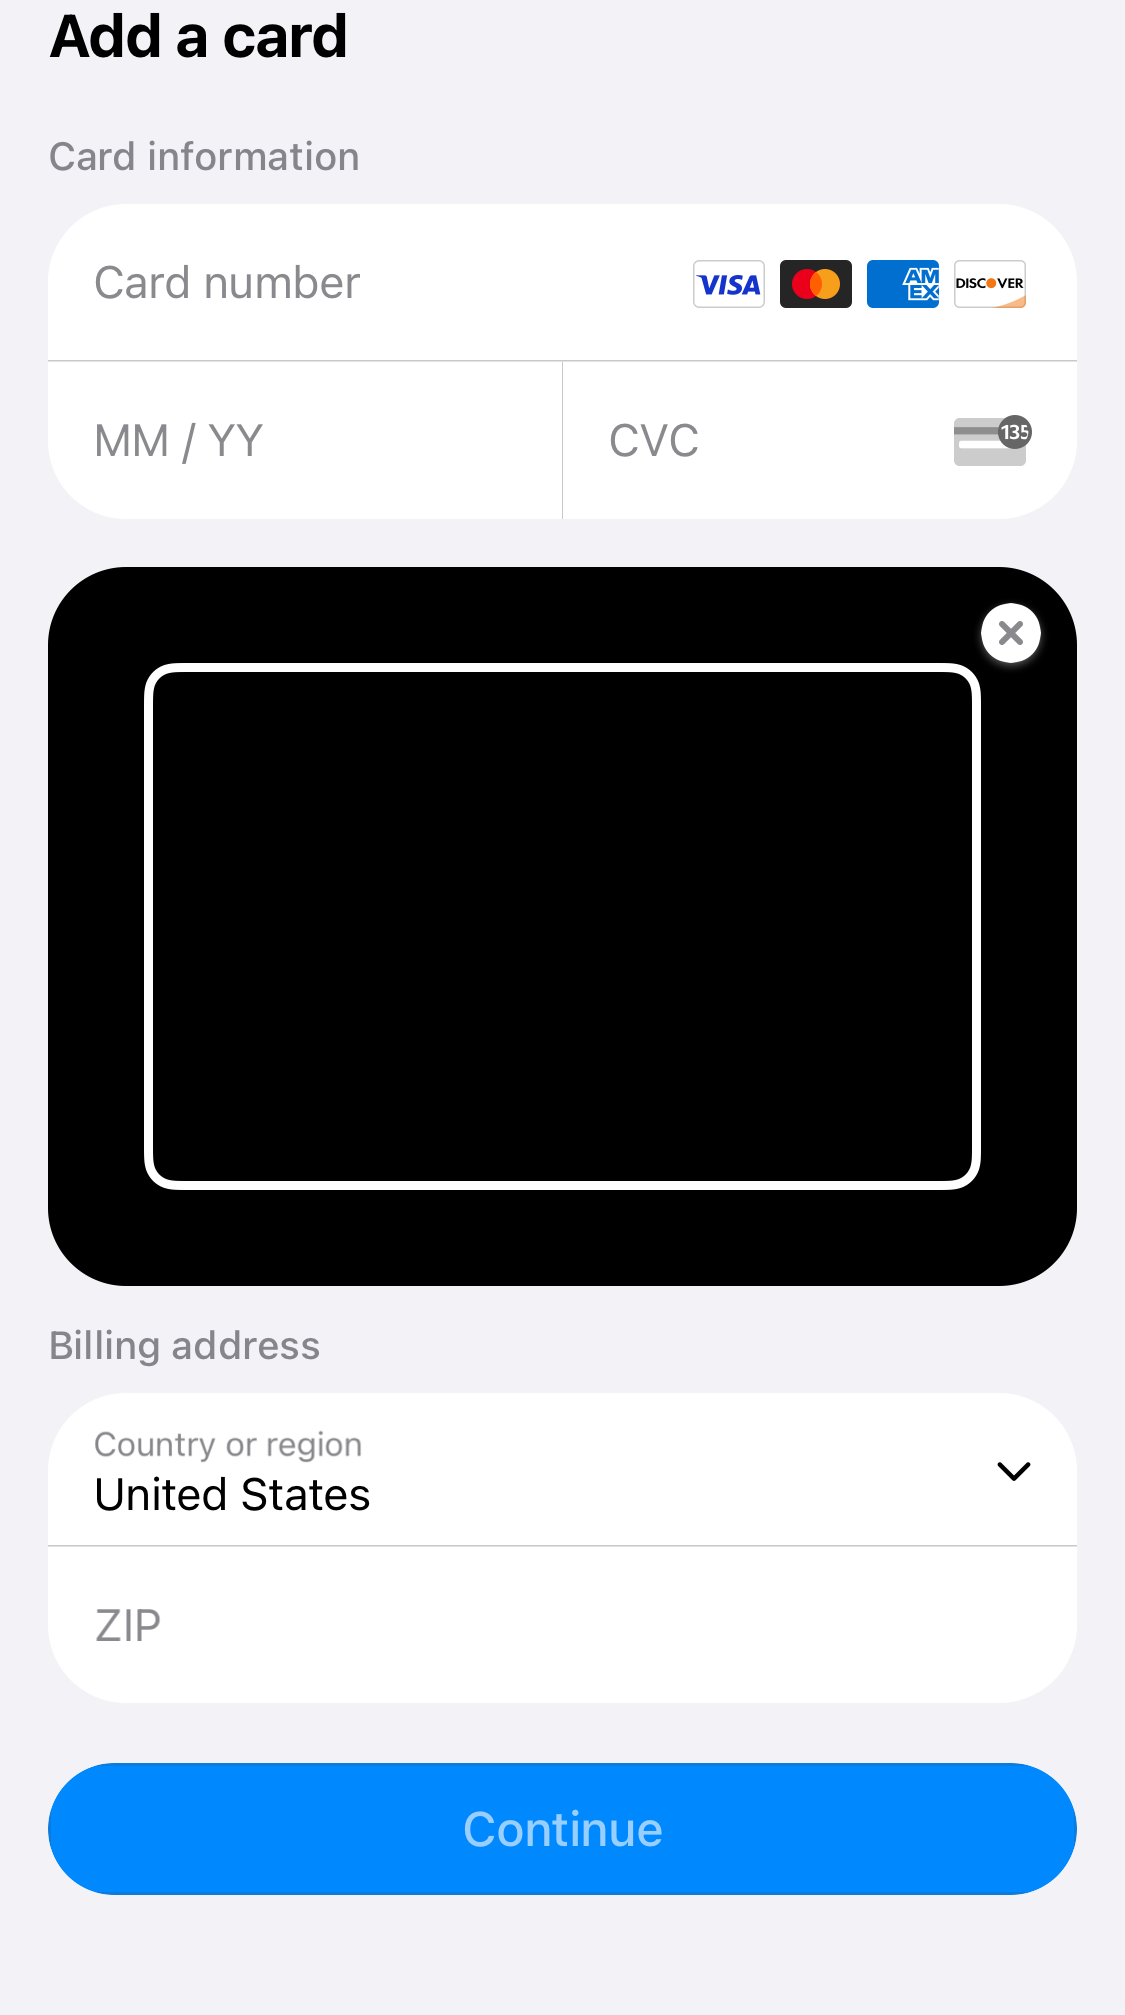 Add a card
Card information
Card number VISA AM EX DISCOVER
MM / YY CVC 135
Billing address
Country or region
United States
ZIP
Continue